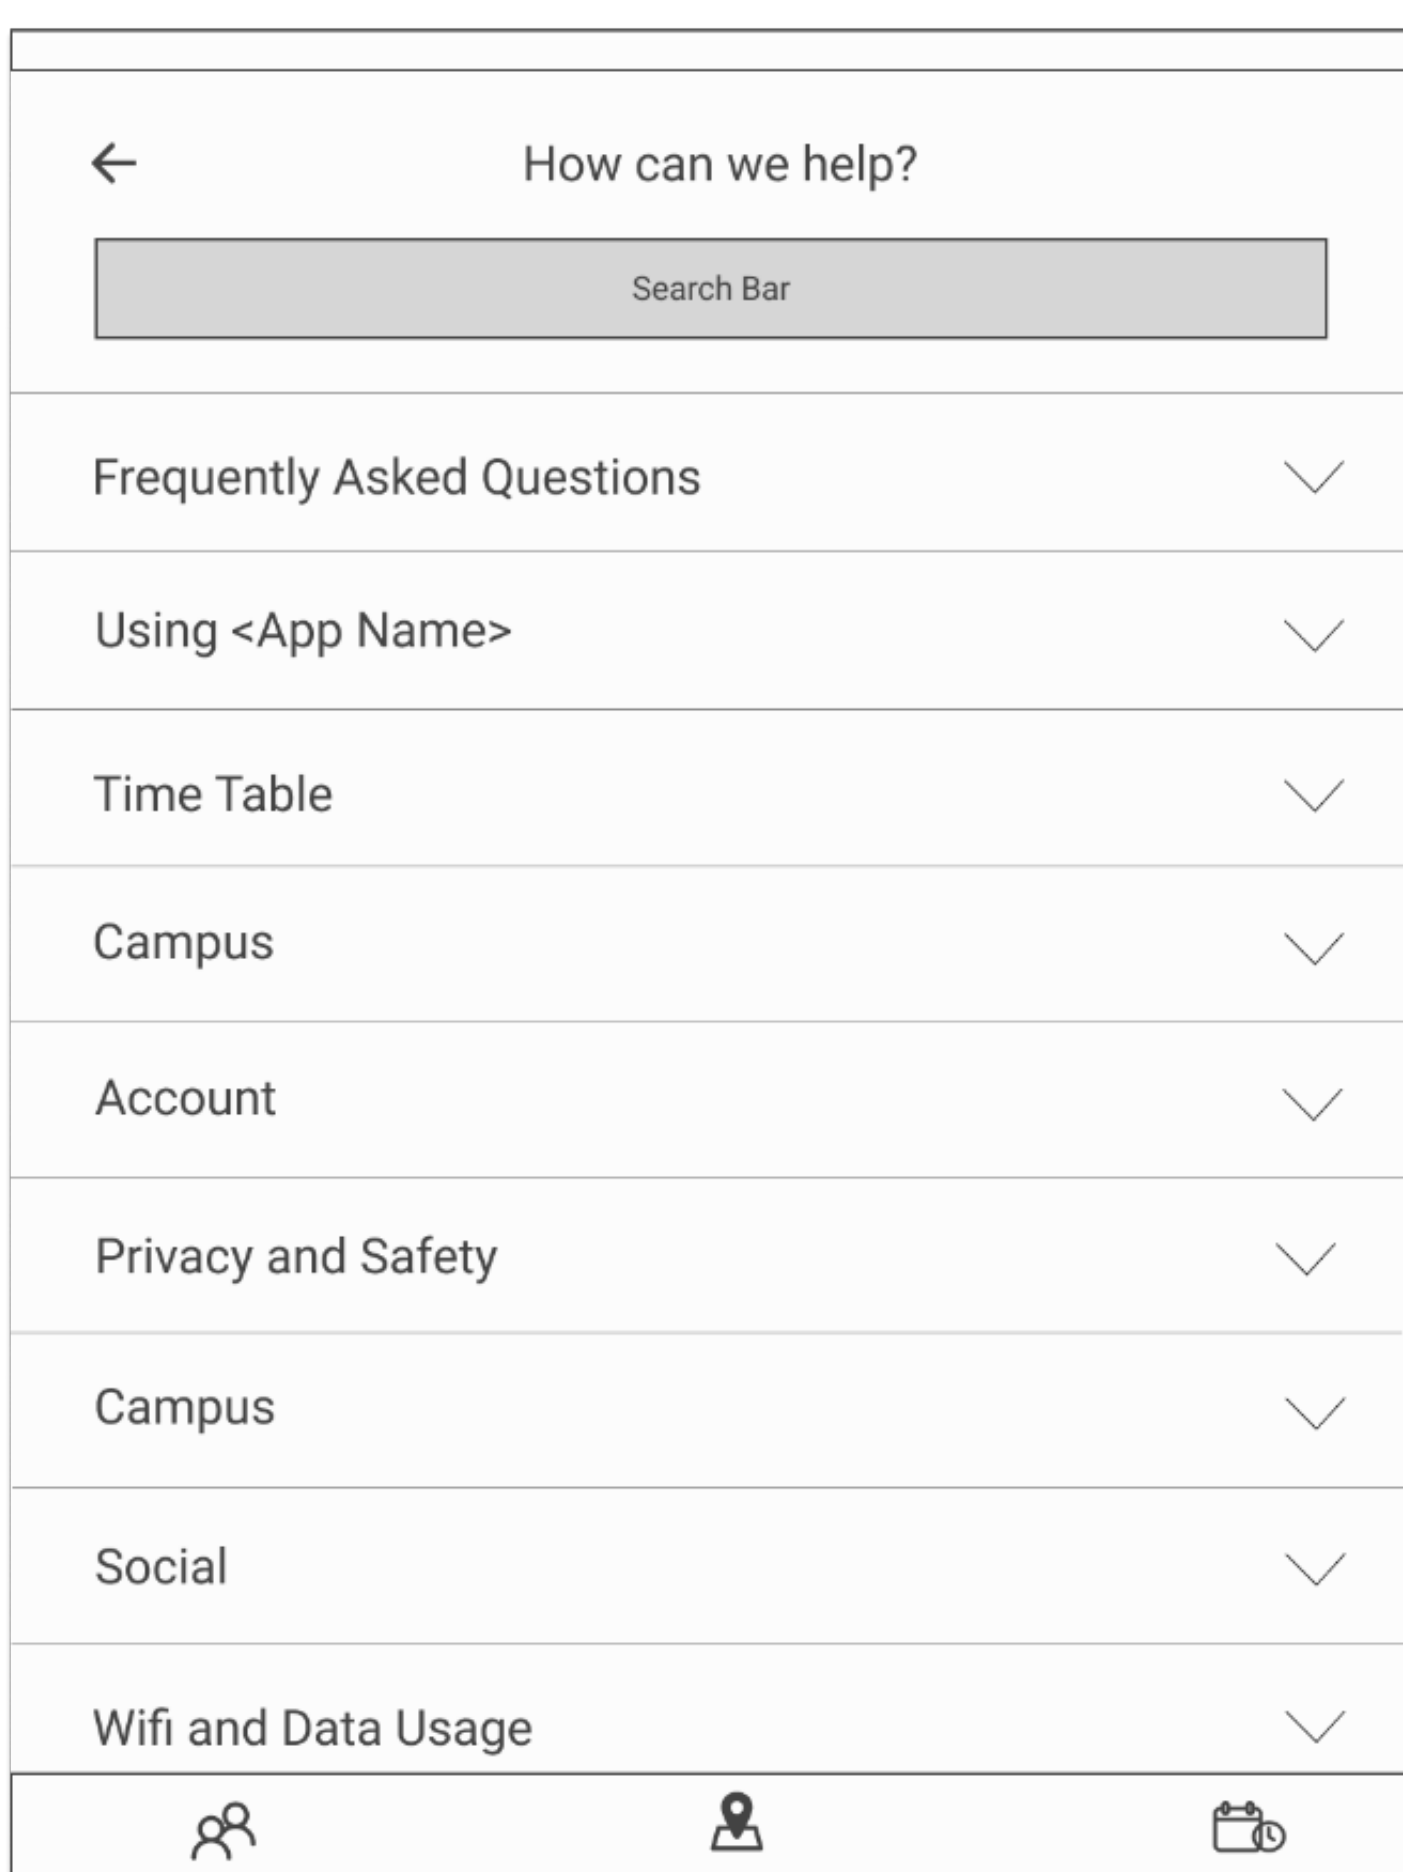 How can we help?
Search Bar
Frequently Asked Questions
Using <App Name>
Time Table
Campus
Account
Privacy and Safety
Campus
Social
Wifi and Data Usage